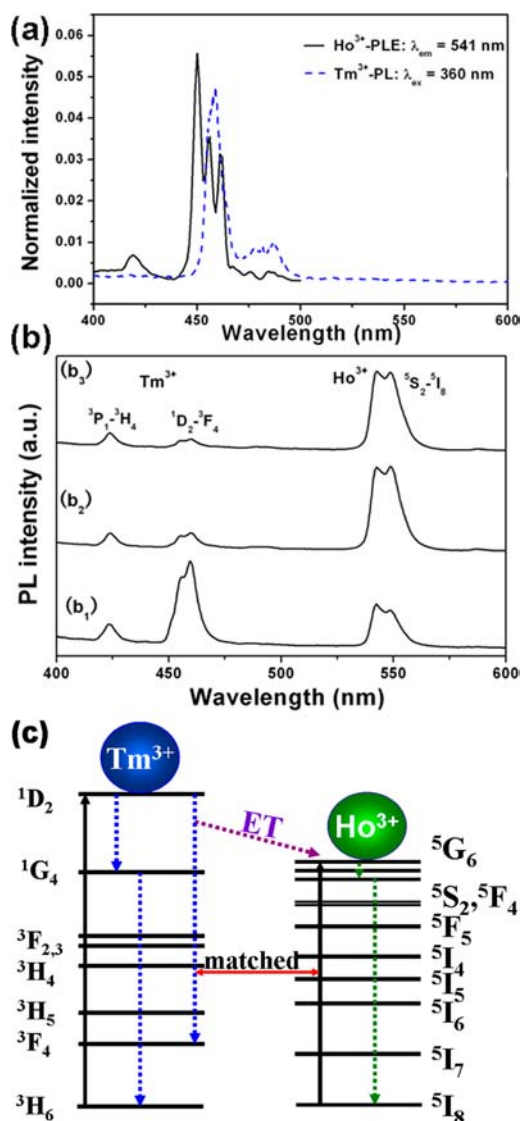 (a)
0.06
0.05
0.04
0.03
0.02
0.01
0.00
Normalized intensity
Ho³⁺-PLE: λem = 541 nm
Tm³⁺-PL: λex = 360 nm
400 450 500 550 600
Wavelength (nm)
(b)
PL intensity (a.u.)
(b₃) Tm³⁺ Ho³⁺ ⁵S₂-⁵I₈
³P₁-³H₄ ¹D₂-³F₄
(b₂)
(b₁)
400 450 500 550 600
Wavelength (nm)
(c)
Tm³⁺
¹D₂
ET
Ho³⁺
¹G₄
⁵G₆
⁵S₂,⁵F₄
³F₂,₃
⁵F₅
³H₄
matched
⁵I₄
⁵I₅
³H₅
⁵I₆
³F₄
⁵I₇
³H₆
⁵I₈